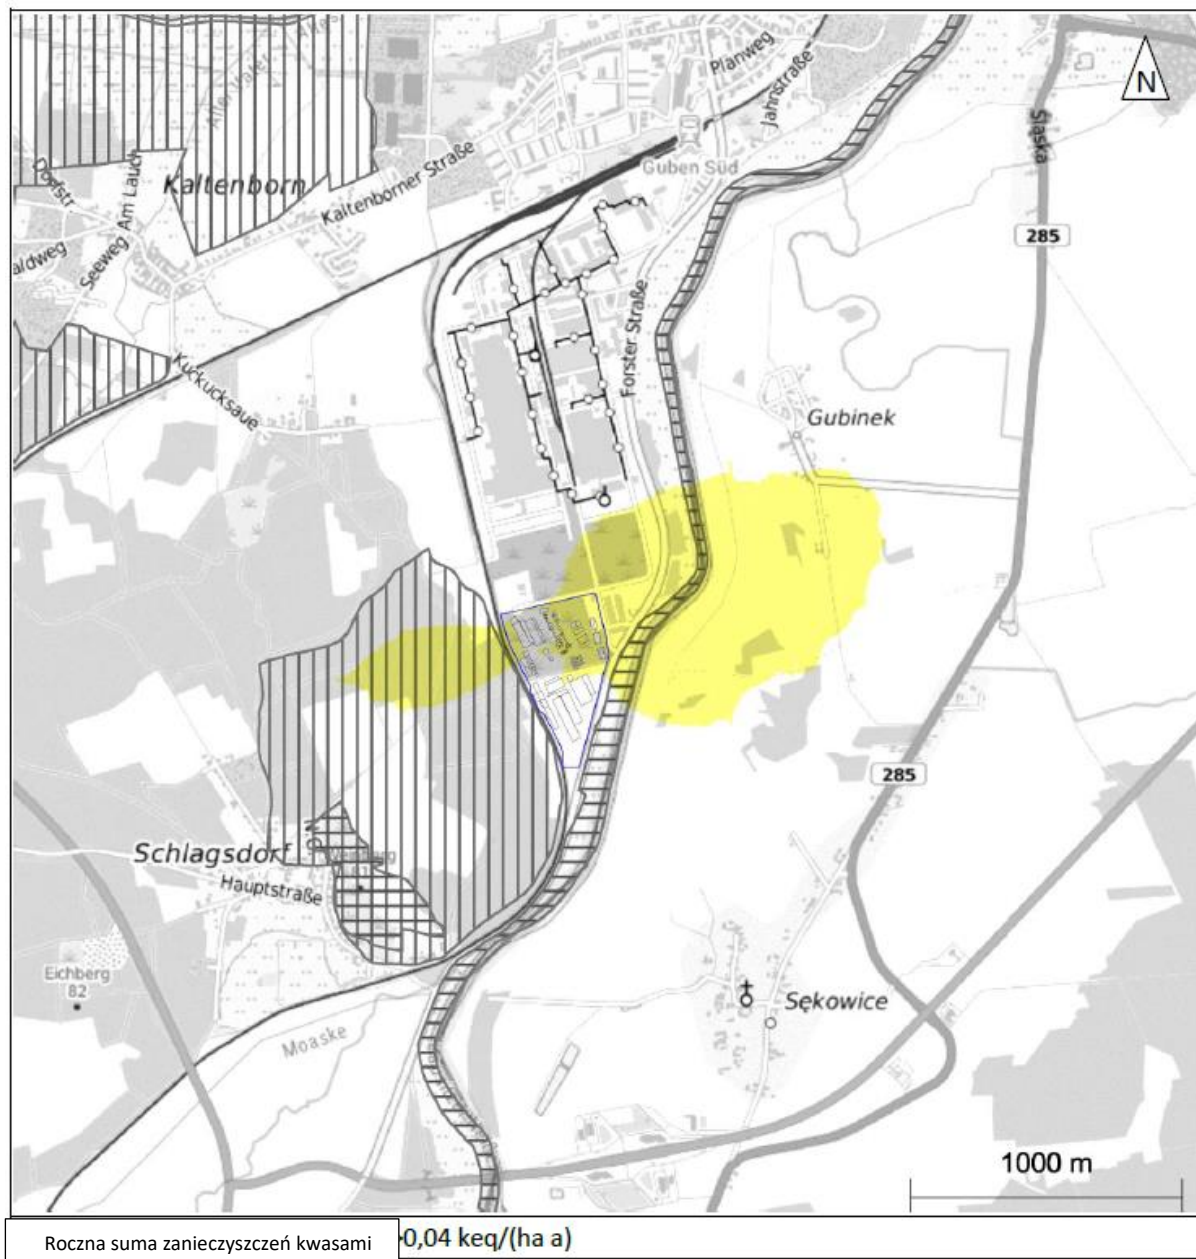 Planweg
Jahnstraße
N
Śląska
Guben Süd
Kaltenborn
Kaltenborner Straße
Dorfstr.
Am Lauch
Seeweg
aldweg
285
Kuckucksaue
Forster Straße
Gubinek
285
Schlagsdorf
Hauptstraße
Eichberg
82
Sękowice
Moaske
1000 m
Roczna suma zanieczyszczeń kwasami
0,04 keq/(ha a)